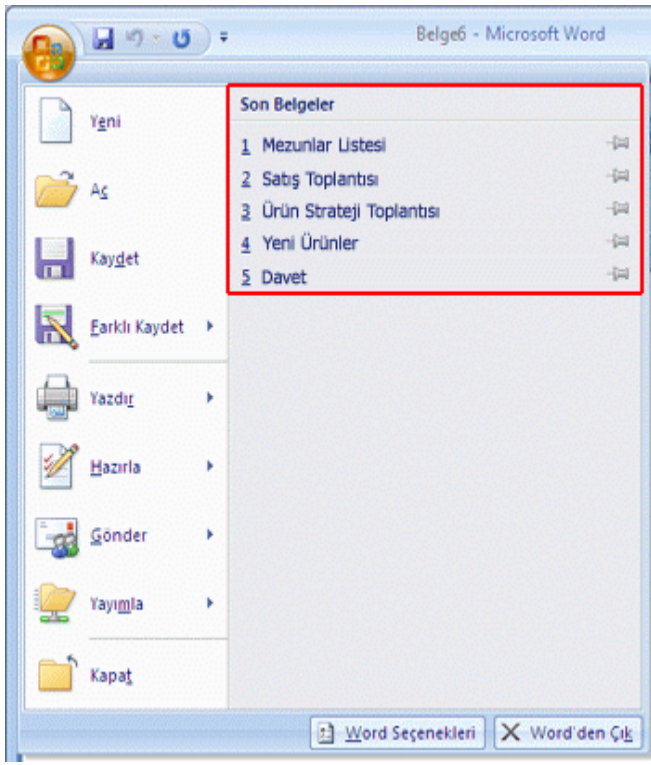 Belge6 - Microsoft Word
Yeni
Aç
Kaydet
Farklı Kaydet
Yazdır
Hazırla
Gönder
Yayımla
Kapat
Son Belgeler
1 Mezunlar Listesi
2 Satış Toplantısı
3 Ürün Strateji Toplantısı
4 Yeni Ürünler
5 Davet
Word Seçenekleri
Word'den Çık